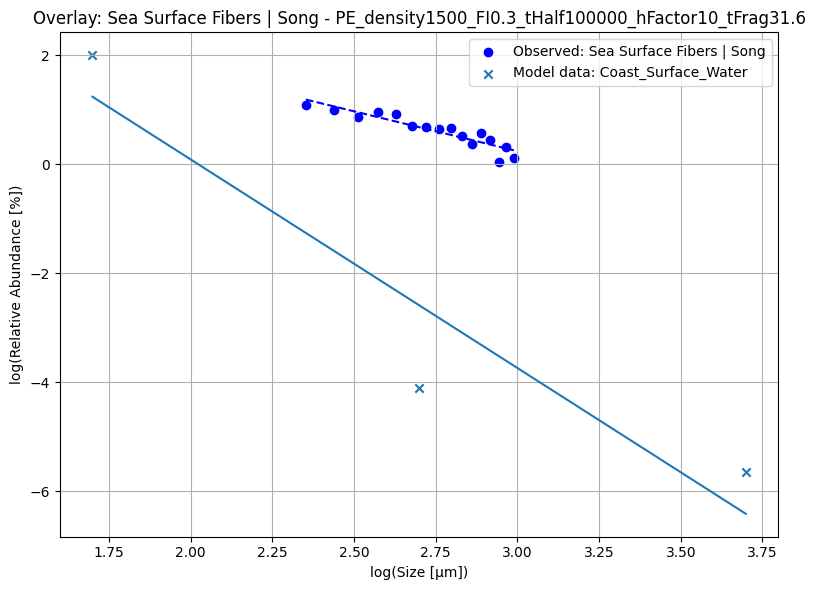 Overlay: Sea Surface Fibers | Song - PE_density1500_FI0.3_tHalf100000_hFactor10_tFrag31.6
Observed: Sea Surface Fibers | Song
Model data: Coast_Surface_Water
log(Relative Abundance [%])
2
0
−2
−4
−6
1.75 2.00 2.25 2.50 2.75 3.00 3.25 3.50 3.75
log(Size [μm])